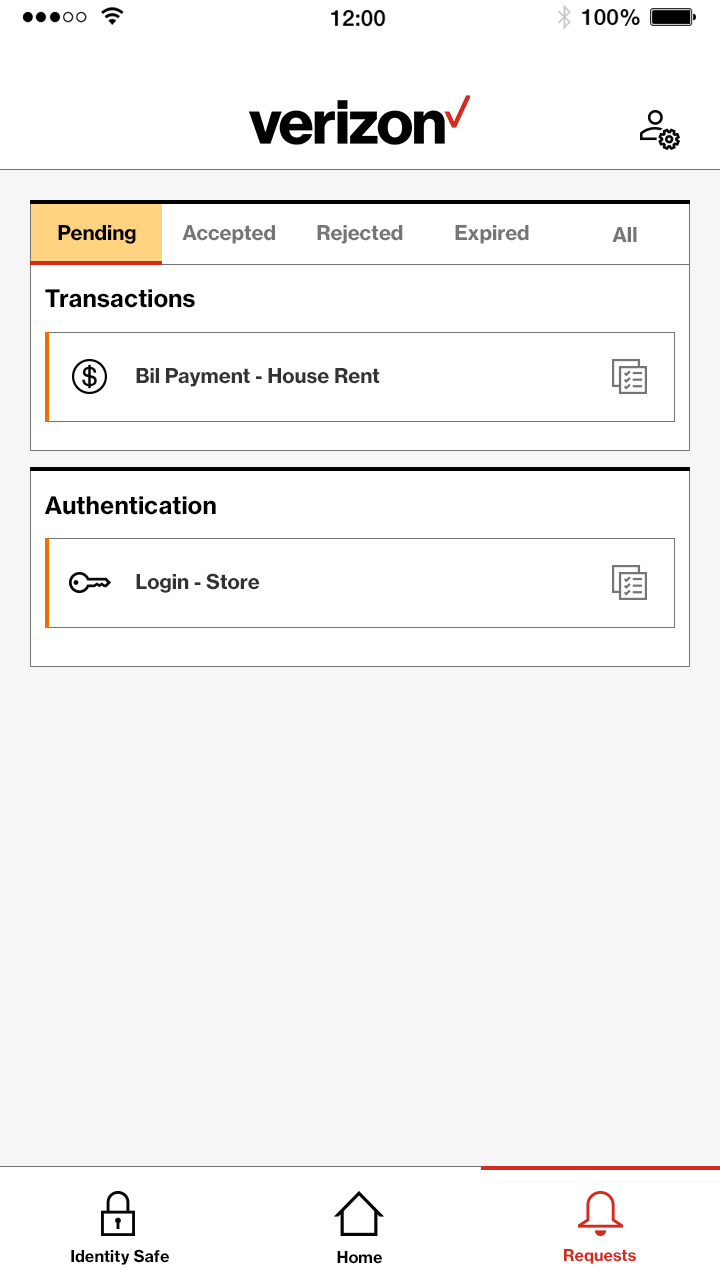 12:00
100%
verizon
Pending Accepted Rejected Expired All
Transactions
$ Bil Payment - House Rent
Authentication
Login - Store
Identity Safe Home Requests